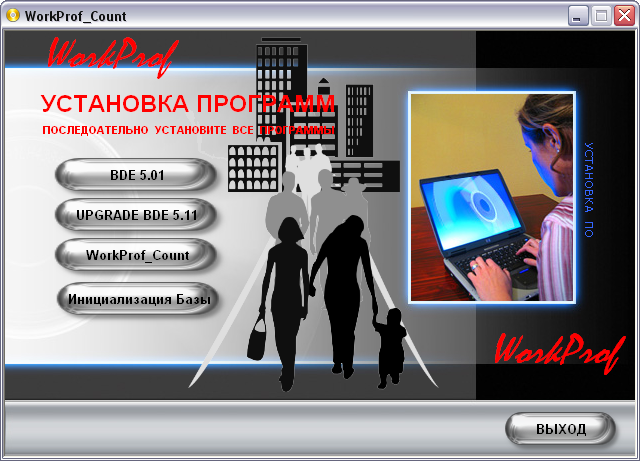 WorkProf_Count
WorkProf
УСТАНОВКА ПРОГРАММ
ПОСЛЕДОАТЕЛЬНО УСТАНОВИТЕ ВСЕ ПРОГРАММЫ
BDE 5.01
UPGRADE BDE 5.11
WorkProf_Count
Инициализация Базы
УСТАНОВКА ПО
WorkProf
ВЫХОД